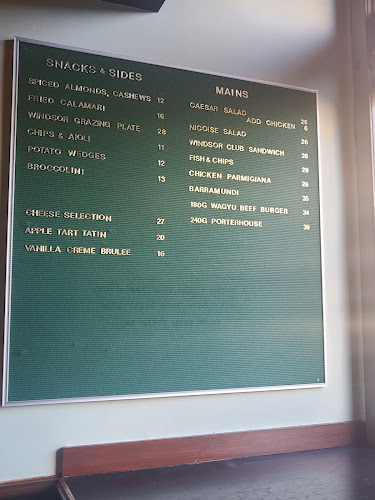 SNACKS & SIDES
SPICED ALMONDS, CASHEWS 12
FRIED CALAMARI 16
WINDSOR GRAZING PLATE 28
CHIPS & AIOLI 11
POTATO WEDGES 12
BROCCOLINI 13
CHEESE SELECTION 27
APPLE TART TATIN 20
VANILLA CREME BRULEE 16
MAINS
CAESAR SALAD 26
ADD CHICKEN 6
NICOISE SALAD 26
WINDSOR CLUB SANDWICH 28
FISH & CHIPS 29
CHICKEN PARMIGIANA 29
BARRAMUNDI 35
180G WAGYU BEEF BURGER 34
240G PORTERHOUSE 39